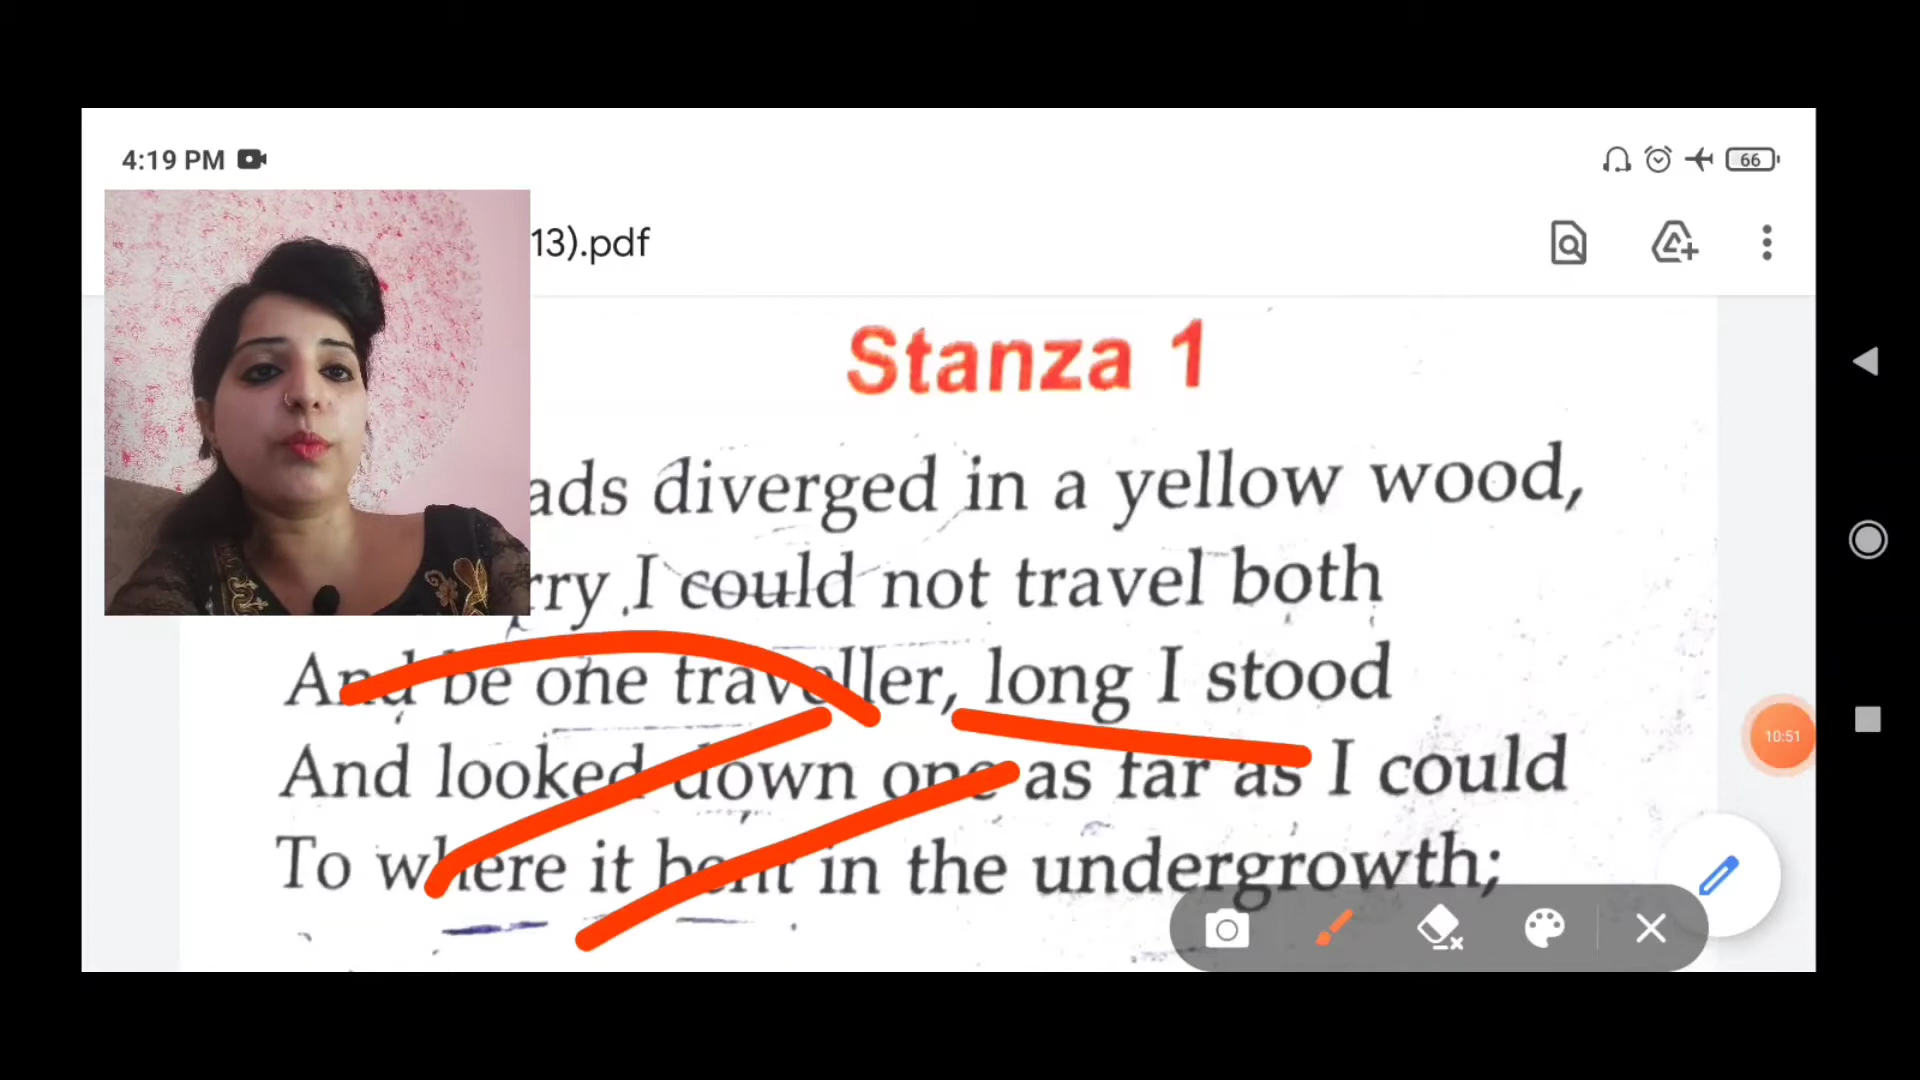 4:19 PM
66
13).pdf
Stanza 1
ads diverged in a yellow wood,
rry I could not travel both
And be one traveller, long I stood
And looked down one as far as I could
To where it bent in the undergrowth;
10:51